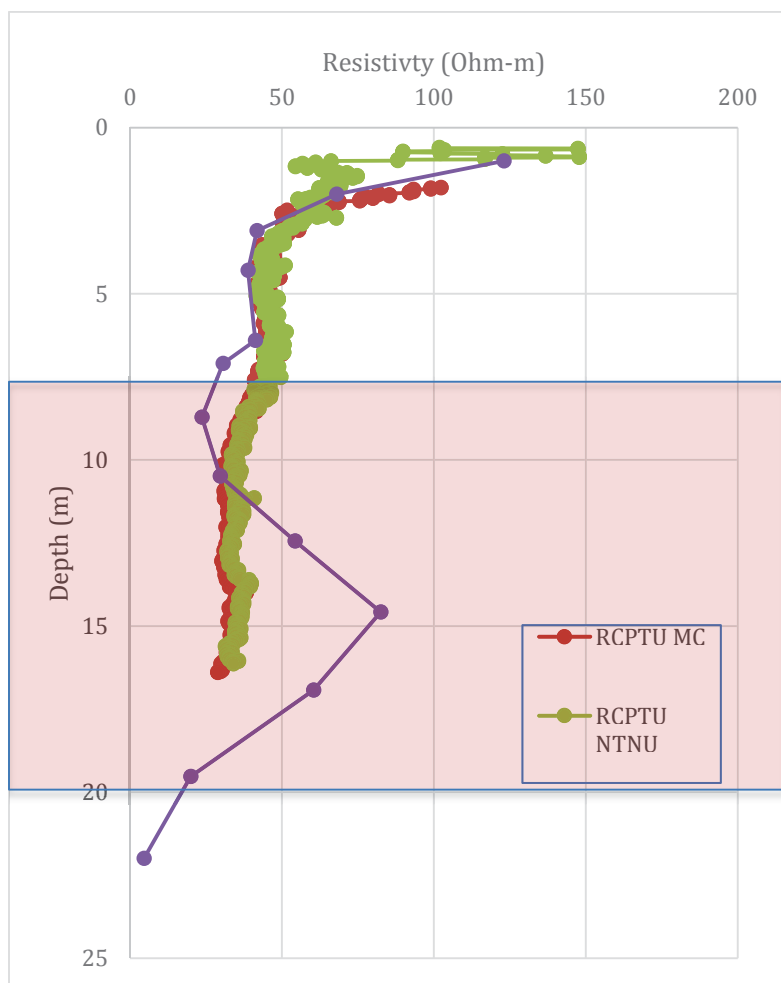 Resistivty (Ohm-m)
0 50 100 150 200
0
5
10
15
20
25
Depth (m)
RCPTU MC
RCPTU
NTNU